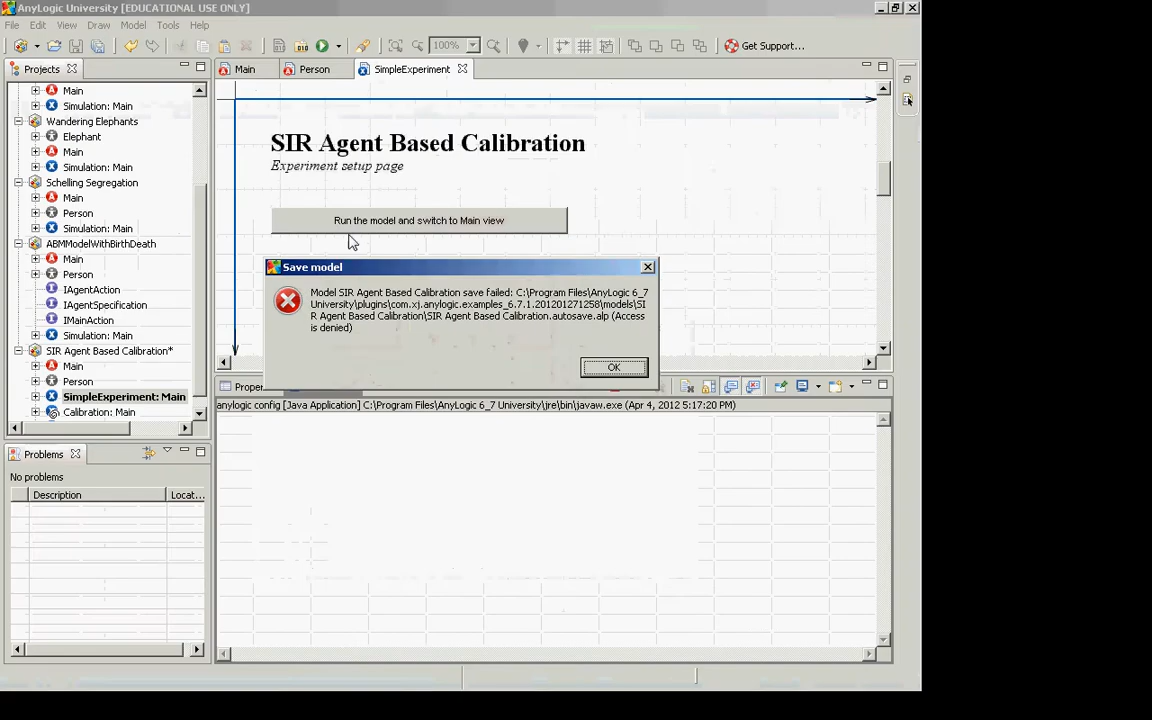 AnyLogic University [EDUCATIONAL USE ONLY]
File Edit View Draw Model Tools Help
100% Get Support...
Projects
Main Person SimpleExperiment
Main
Simulation: Main
Wandering Elephants
Elephant
Main
Simulation: Main
Schelling Segregation
Main
Person
Simulation: Main
ABMModelWithBirthDeath
Main
Person
IAgentAction
IAgentSpecification
IMainAction
Simulation: Main
SIR Agent Based Calibration*
Main
Person
SimpleExperiment: Main
Calibration: Main
SIR Agent Based Calibration
Experiment setup page
Run the model and switch to Main view
Save model
Model SIR Agent Based Calibration save failed: C:\Program Files\AnyLogic 6_7
University\plugins\com.xj.anylogic.examples_6.7.1.201201271258\models\SI
R Agent Based Calibration\SIR Agent Based Calibration.autosave.alp (Access
is denied)
OK
Proper
anylogic config [Java Application] C:\Program Files\AnyLogic 6_7 University\jre\bin\javaw.exe (Apr 4, 2012 5:17:20 PM)
Problems
No problems
Description Locat...